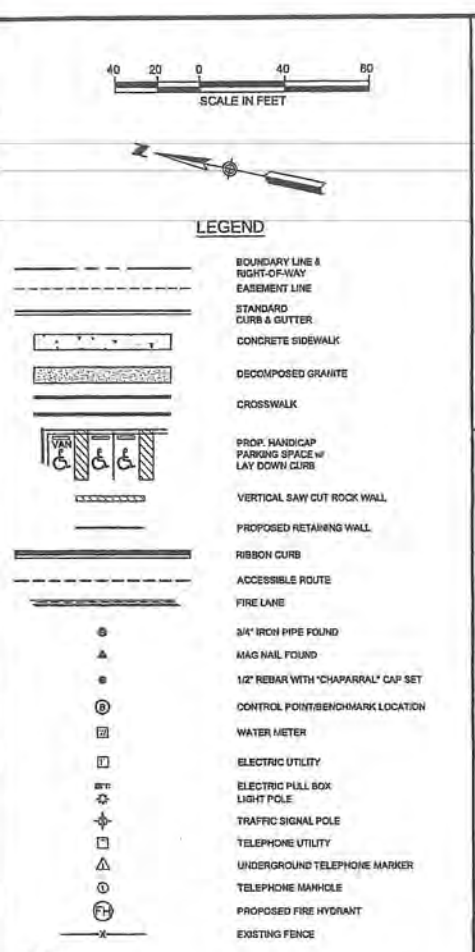 40 20 0 40 80
SCALE IN FEET
N
LEGEND
BOUNDARY LINE &
RIGHT-OF-WAY
EASEMENT LINE
STANDARD
CURB & GUTTER
CONCRETE SIDEWALK
DECOMPOSED GRANITE
CROSSWALK
VAN
PROP. HANDICAP
PARKING SPACE w/
LAY DOWN CURB
VERTICAL SAW CUT ROCK WALL
PROPOSED RETAINING WALL
RIBBON CURB
ACCESSIBLE ROUTE
FIRE LANE
3/4" IRON PIPE FOUND
MAG NAIL FOUND
1/2" REBAR WITH "CHAPARRAL" CAP SET
B CONTROL POINT/BENCHMARK LOCATION
WATER METER
ELECTRIC UTILITY
ELECTRIC PULL BOX
LIGHT POLE
TRAFFIC SIGNAL POLE
TELEPHONE UTILITY
UNDERGROUND TELEPHONE MARKER
TELEPHONE MANHOLE
FH PROPOSED FIRE HYDRANT
X EXISTING FENCE